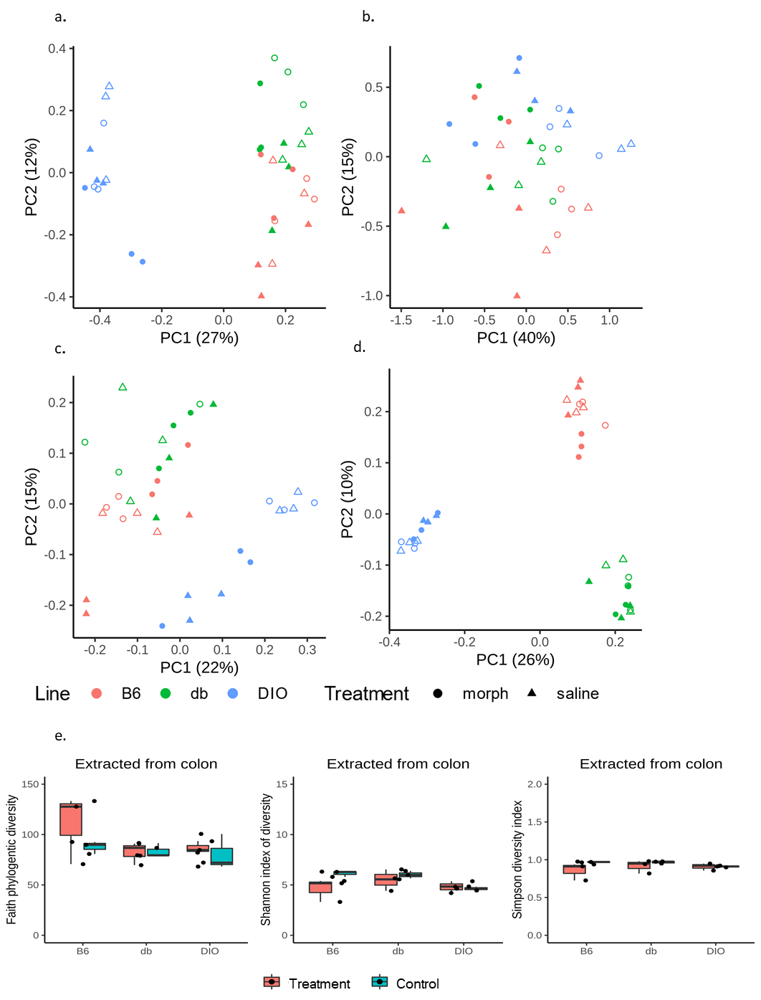 a.
b.
0.4
0.2
0.0
-0.2
-0.4
PC2 (12%)
-0.4
-0.2
0.0
0.2
PC1 (27%)
0.5
0.0
-0.5
-1.0
PC2 (15%)
-1.5
-1.0
-0.5
0.0
0.5
1.0
PC1 (40%)
c.
d.
0.2
0.1
0.0
-0.1
-0.2
PC2 (15%)
-0.2
-0.1
0.0
0.1
0.2
0.3
PC1 (22%)
0.2
0.1
0.0
-0.1
-0.2
PC2 (10%)
-0.4
-0.2
0.0
0.2
PC1 (26%)
Line B6 db DIO Treatment morph saline
e.
Extracted from colon
150
100
50
0
Faith phylogentic diversity
B6 db DIO
Extracted from colon
15
10
5
0
Shannon index of diversity
B6 db DIO
Extracted from colon
2.0
1.5
1.0
0.5
0.0
Simpson diversity index
B6 db DIO
Treatment Control